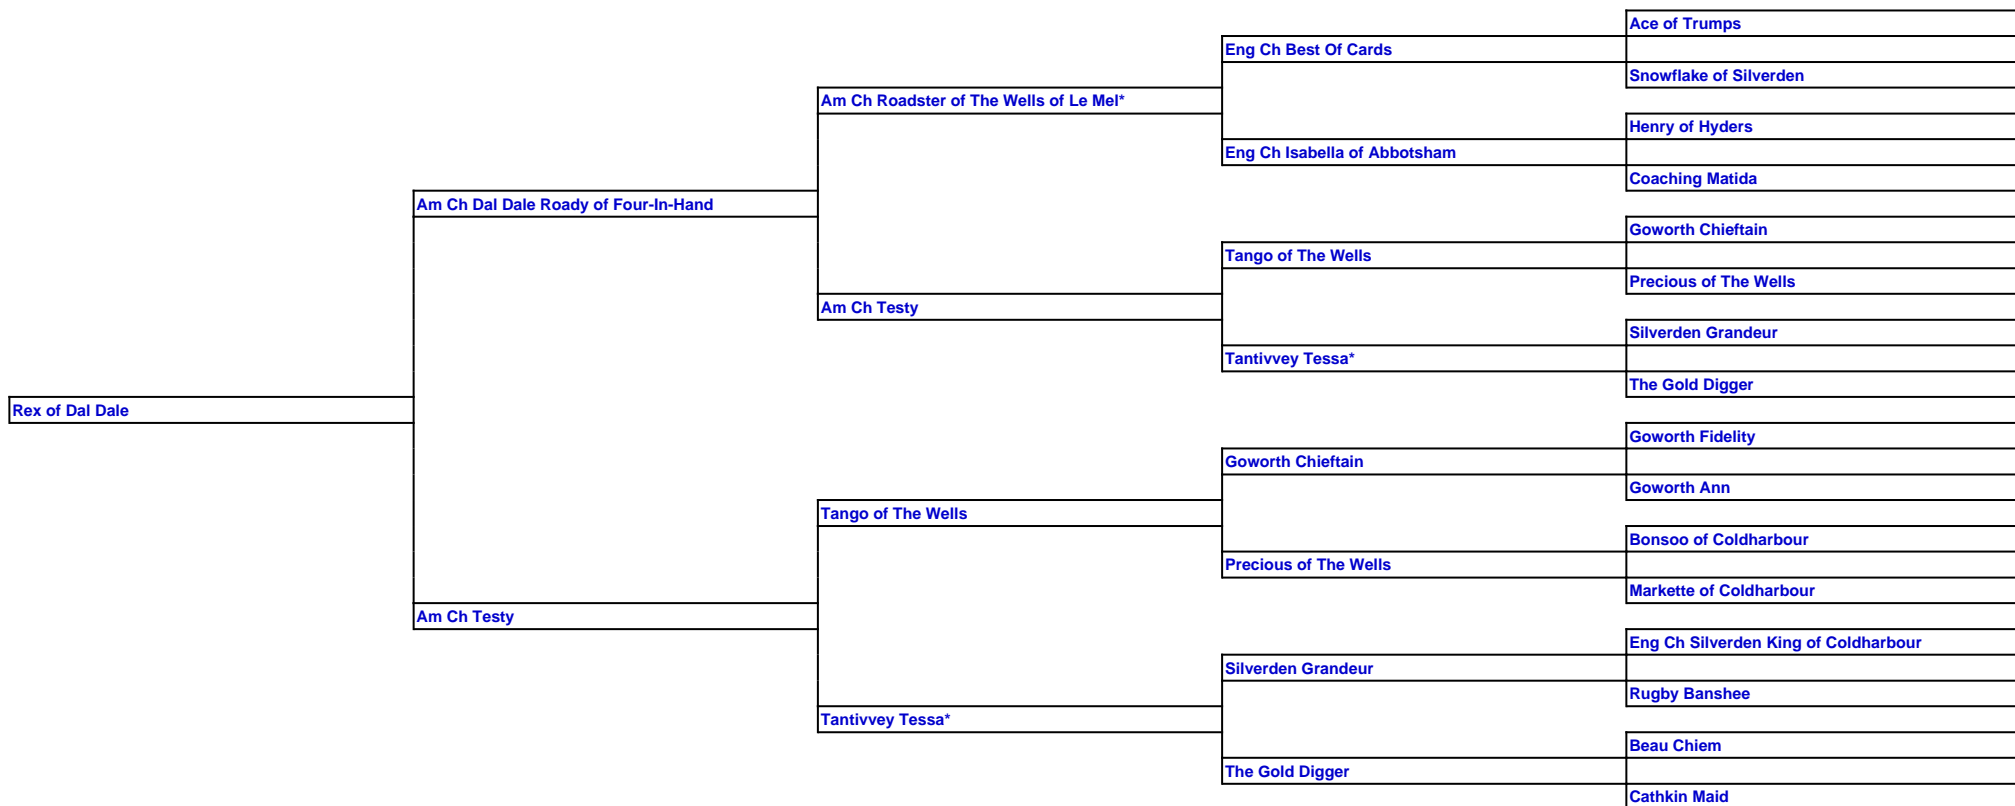 Ace of Trumps
Eng Ch Best Of Cards
Snowflake of Silverden
Am Ch Roadster of The Wells of Le Mel*
Henry of Hyders
Eng Ch Isabella of Abbotsham
Coaching Matida
Am Ch Dal Dale Roady of Four-In-Hand
Goworth Chieftain
Tango of The Wells
Precious of The Wells
Am Ch Testy
Silverden Grandeur
Tantivvey Tessa*
The Gold Digger
Rex of Dal Dale
Goworth Fidelity
Goworth Chieftain
Goworth Ann
Tango of The Wells
Bonsoo of Coldharbour
Precious of The Wells
Markette of Coldharbour
Am Ch Testy
Eng Ch Silverden King of Coldharbour
Silverden Grandeur
Rugby Banshee
Tantivvey Tessa*
Beau Chiem
The Gold Digger
Cathkin Maid